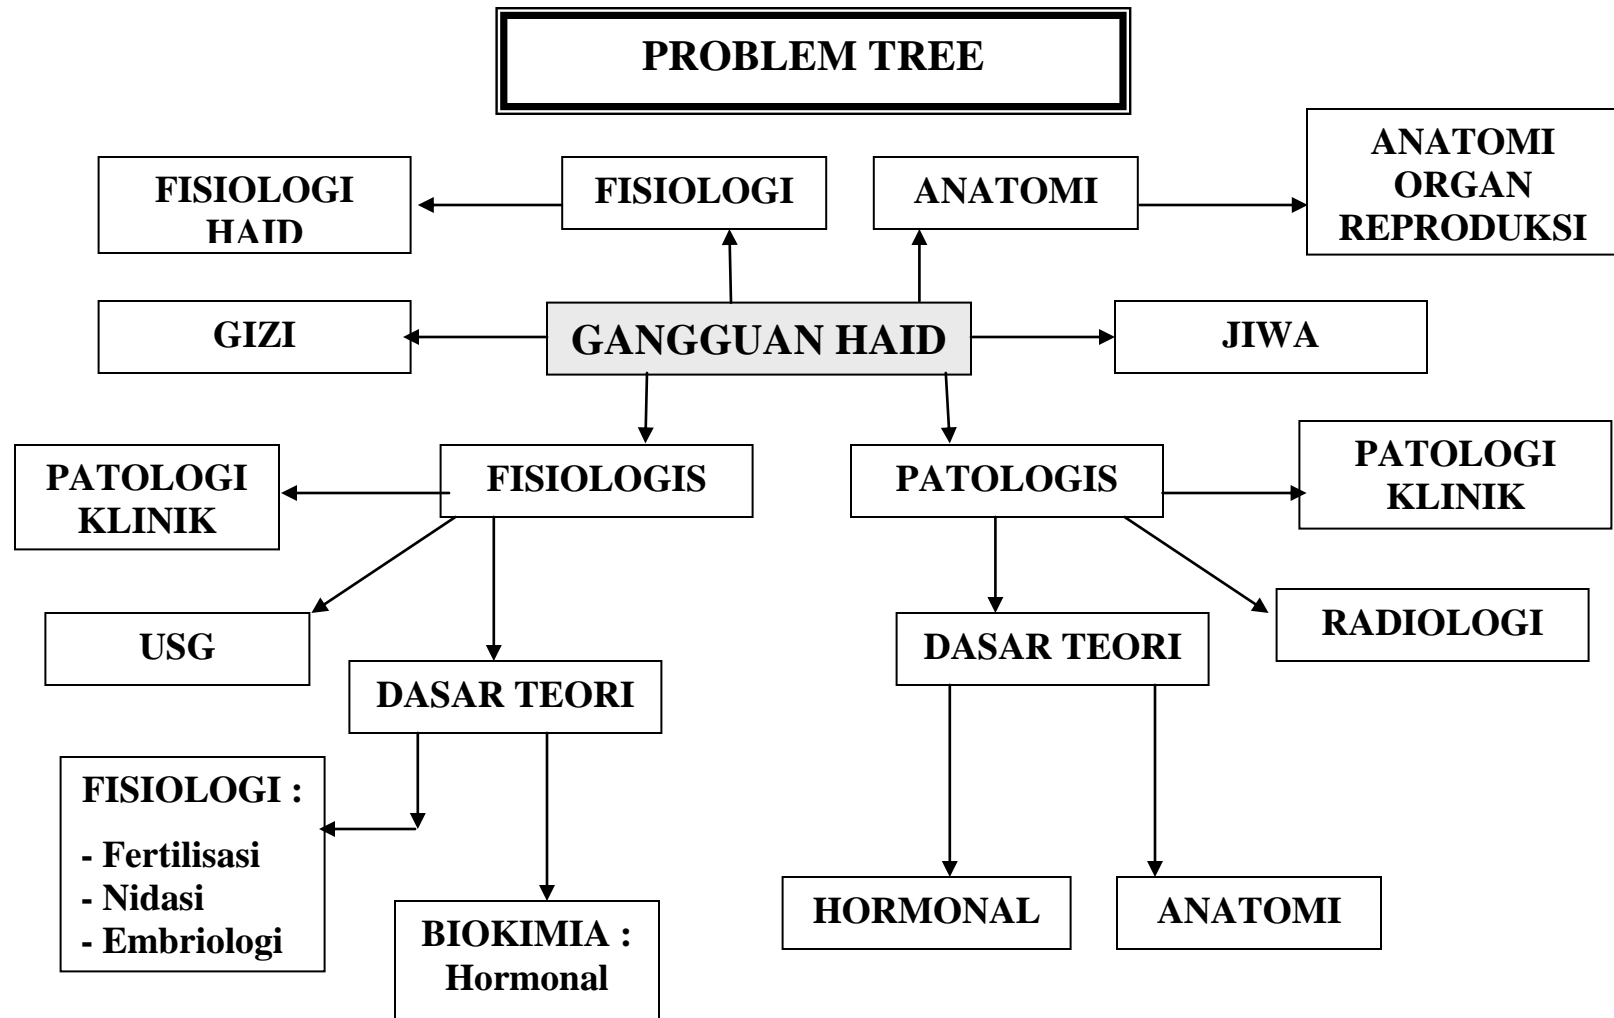 PROBLEM TREE
FISIOLOGI
HAID
FISIOLOGI
ANATOMI
ANATOMI
ORGAN
REPRODUKSI
GIZI
GANGGUAN HAID
JIWA
PATOLOGI
KLINIK
FISIOLOGIS
PATOLOGIS
PATOLOGI
KLINIK
USG
DASAR TEORI
DASAR TEORI
RADIOLOGI
FISIOLOGI :
- Fertilisasi
- Nidasi
- Embriologi
BIOKIMIA :
Hormonal
HORMONAL
ANATOMI